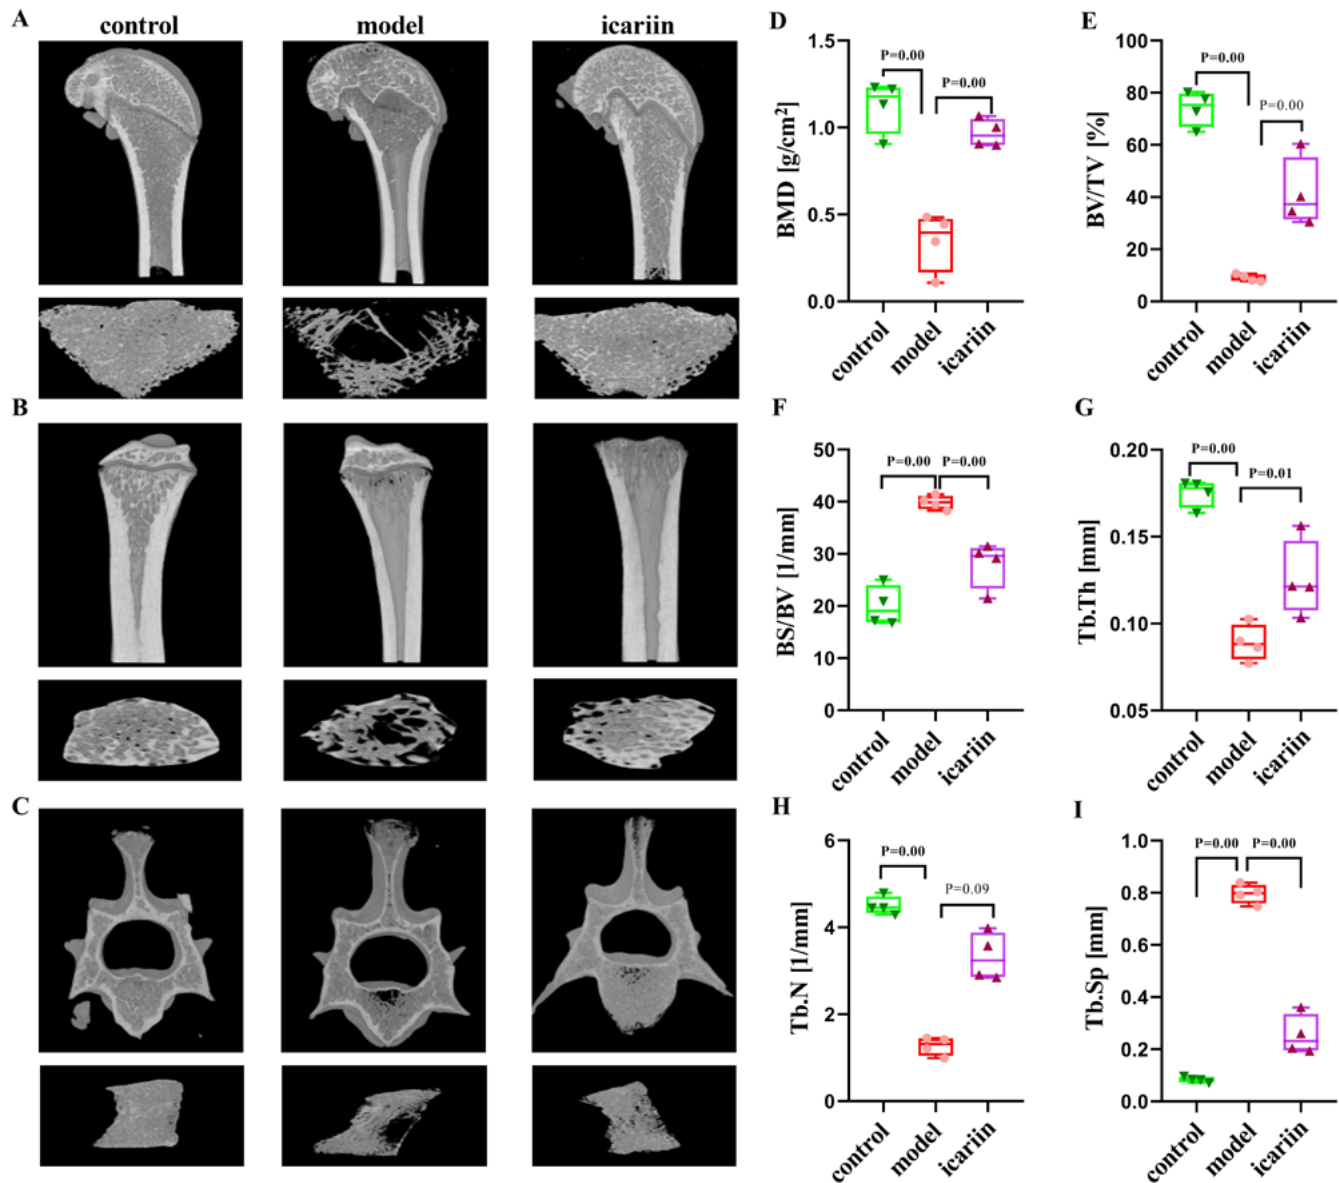 A
control
model
icariin
B
C
D
BMD [g/cm²]
1.5
1.0
0.5
0.0
P=0.00
P=0.00
control
model
icariin
E
BV/TV [%]
100
80
60
40
20
0
P=0.00
P=0.00
control
model
icariin
F
BS/BV [1/mm]
50
40
30
20
10
0
P=0.00
P=0.00
control
model
icariin
G
Tb.Th [mm]
0.20
0.15
0.10
0.05
P=0.00
P=0.01
control
model
icariin
H
Tb.N [1/mm]
6
4
2
0
P=0.00
P=0.09
control
model
icariin
I
Tb.Sp [mm]
1.0
0.8
0.6
0.4
0.2
0.0
P=0.00
P=0.00
control
model
icariin